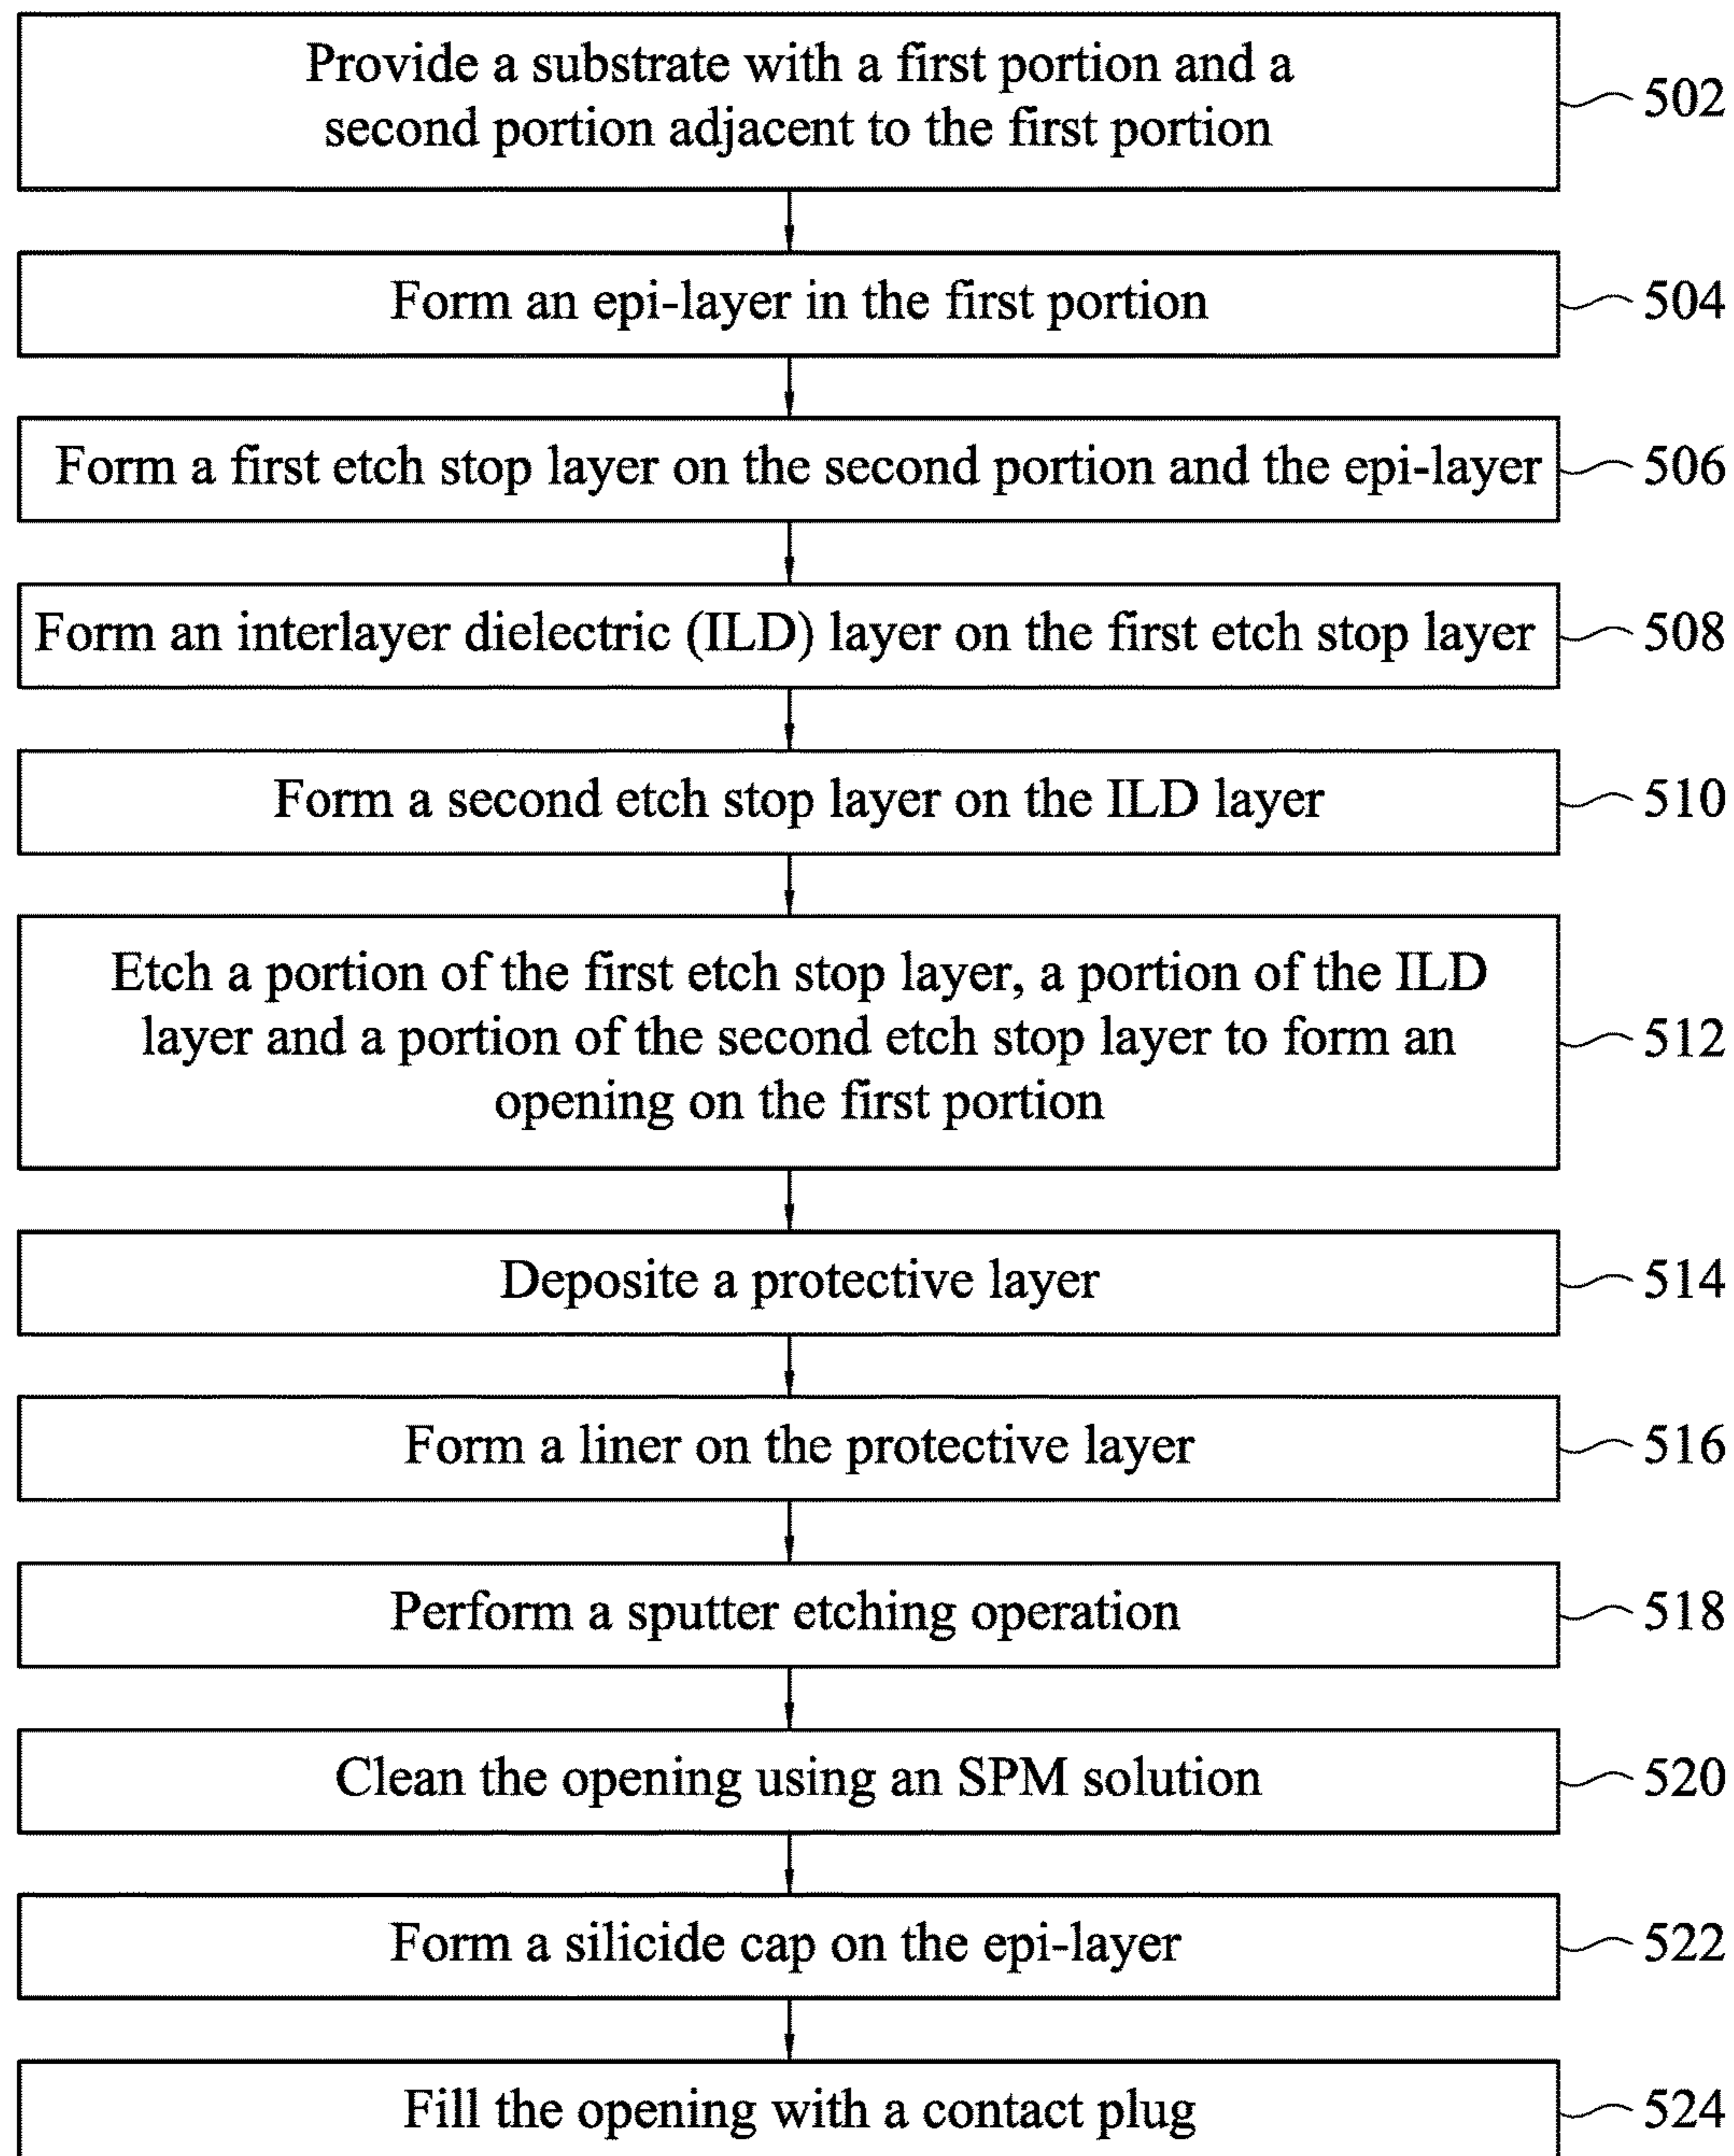 Provide a substrate with a first portion and a
second portion adjacent to the first portion
502
Form an epi-layer in the first portion
504
Form a first etch stop layer on the second portion and the epi-layer
506
Form an interlayer dielectric (ILD) layer on the first etch stop layer
508
Form a second etch stop layer on the ILD layer
510
Etch a portion of the first etch stop layer, a portion of the ILD
layer and a portion of the second etch stop layer to form an
opening on the first portion
512
Deposite a protective layer
514
Form a liner on the protective layer
516
Perform a sputter etching operation
518
Clean the opening using an SPM solution
520
Form a silicide cap on the epi-layer
522
Fill the opening with a contact plug
524